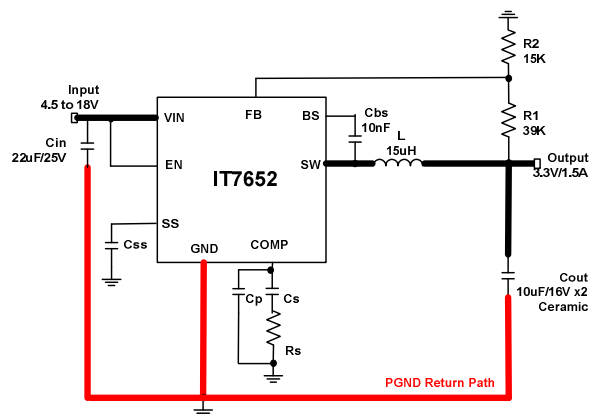 R2
15K
Input
4.5 to 18V
VIN
FB
BS
Cbs
10nF
R1
39K
Cin
22uF/25V
EN
IT7652
SW
L
15uH
Output
3.3V/1.5A
SS
Css
GND
COMP
Cp
Cs
Rs
Cout
10uF/16V x2
Ceramic
PGND Return Path